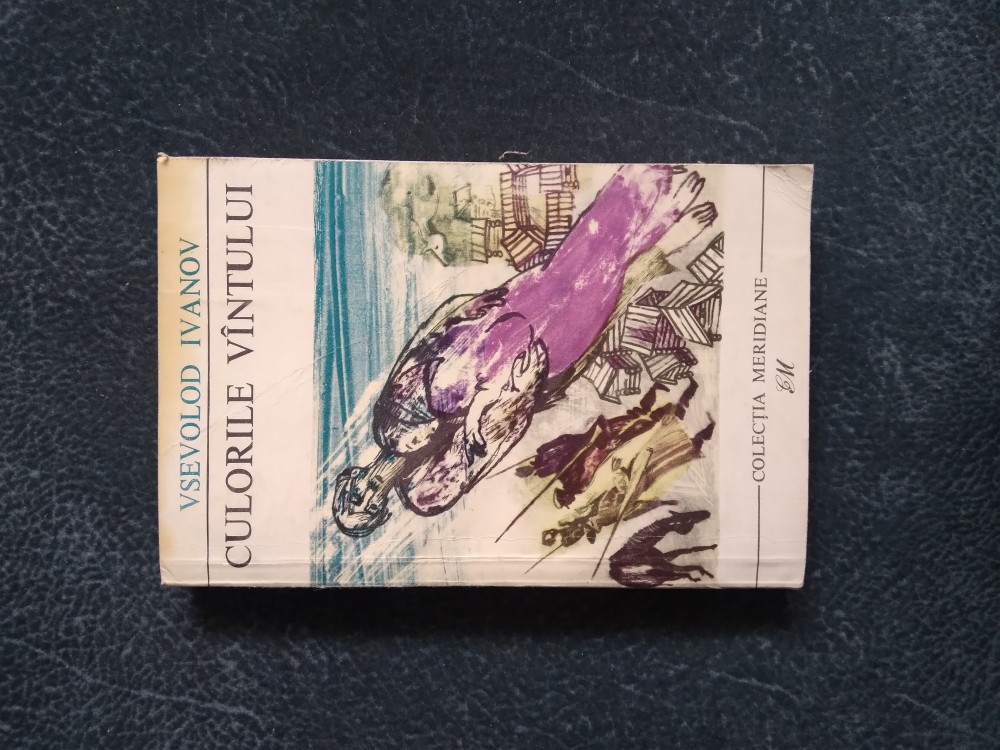 VSEVOLOD IVANOV
CULORILE VÎNTULUI
COLECȚIA MERIDIANE
CM